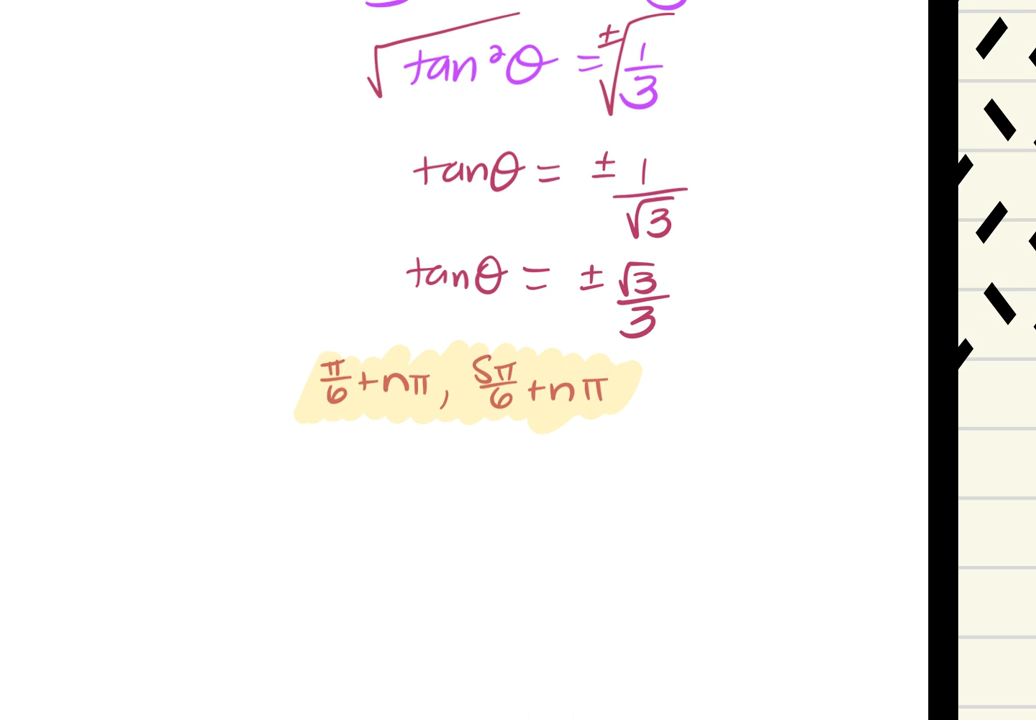 √tan²θ = ±√1/3
tanθ = ± 1/√3
tanθ = ± √3/3
π/6 + nπ, 5π/6 + nπ